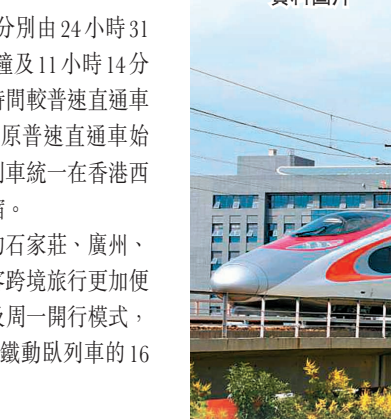 分別由24小時31
鐘及11小時14分
時間較普速直通車
原普速直通車始
列車統一在香港西
的石家莊、廣州、
客跨境旅行更加便
及周一開行模式，
鐵動臥列車的16
資料圖片